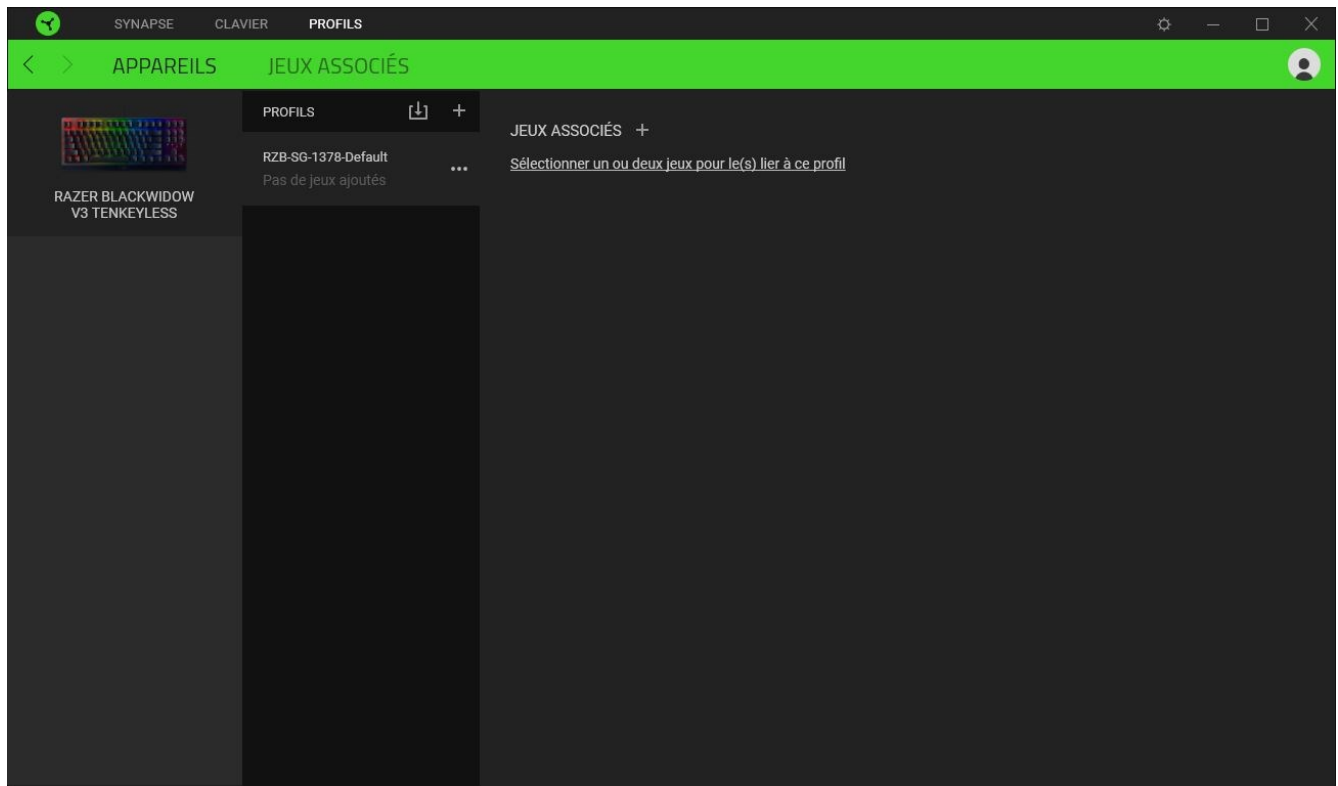 SYNAPSE CLAVIER PROFILS
APPAREILS JEUX ASSOCIÉS
RAZER BLACKWIDOW
V3 TENKEYLESS
PROFILS
RZB-SG-1378-Default
Pas de jeux ajoutés
JEUX ASSOCIÉS +
Sélectionner un ou deux jeux pour le(s) lier à ce profil